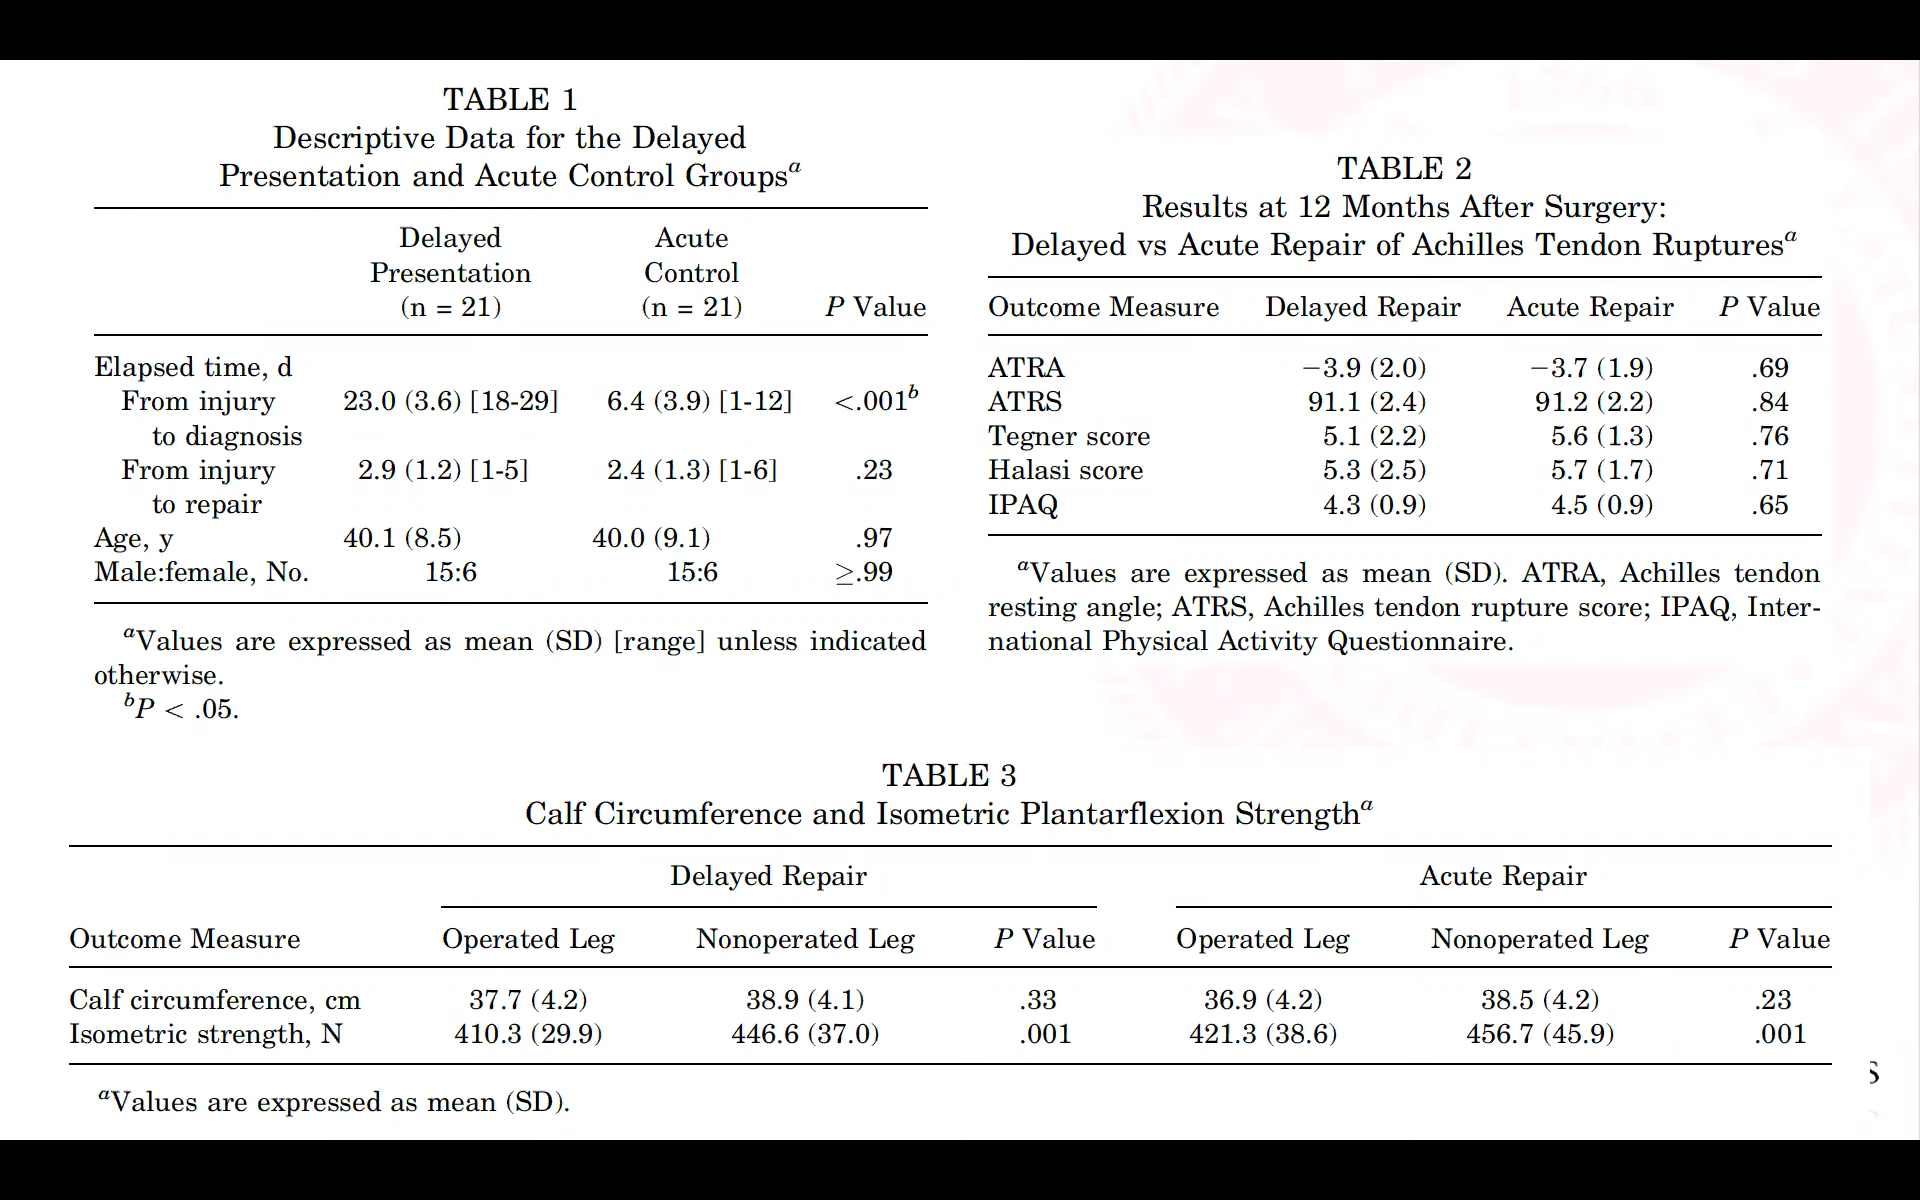 TABLE 1
Descriptive Data for the Delayed
Presentation and Acute Control Groupsa
Delayed Presentation (n = 21) Acute Control (n = 21) P Value
Elapsed time, d
From injury to diagnosis 23.0 (3.6) [18-29] 6.4 (3.9) [1-12] <.001b
From injury to repair 2.9 (1.2) [1-5] 2.4 (1.3) [1-6] .23
Age, y 40.1 (8.5) 40.0 (9.1) .97
Male:female, No. 15:6 15:6 ≥.99
aValues are expressed as mean (SD) [range] unless indicated
otherwise.
bP < .05.
TABLE 2
Results at 12 Months After Surgery:
Delayed vs Acute Repair of Achilles Tendon Rupturesa
Outcome Measure Delayed Repair Acute Repair P Value
ATRA −3.9 (2.0) −3.7 (1.9) .69
ATRS 91.1 (2.4) 91.2 (2.2) .84
Tegner score 5.1 (2.2) 5.6 (1.3) .76
Halasi score 5.3 (2.5) 5.7 (1.7) .71
IPAQ 4.3 (0.9) 4.5 (0.9) .65
aValues are expressed as mean (SD). ATRA, Achilles tendon
resting angle; ATRS, Achilles tendon rupture score; IPAQ, Inter-
national Physical Activity Questionnaire.
TABLE 3
Calf Circumference and Isometric Plantarflexion Strengtha
Delayed Repair Acute Repair
Outcome Measure Operated Leg Nonoperated Leg P Value Operated Leg Nonoperated Leg P Value
Calf circumference, cm 37.7 (4.2) 38.9 (4.1) .33 36.9 (4.2) 38.5 (4.2) .23
Isometric strength, N 410.3 (29.9) 446.6 (37.0) .001 421.3 (38.6) 456.7 (45.9) .001
aValues are expressed as mean (SD).